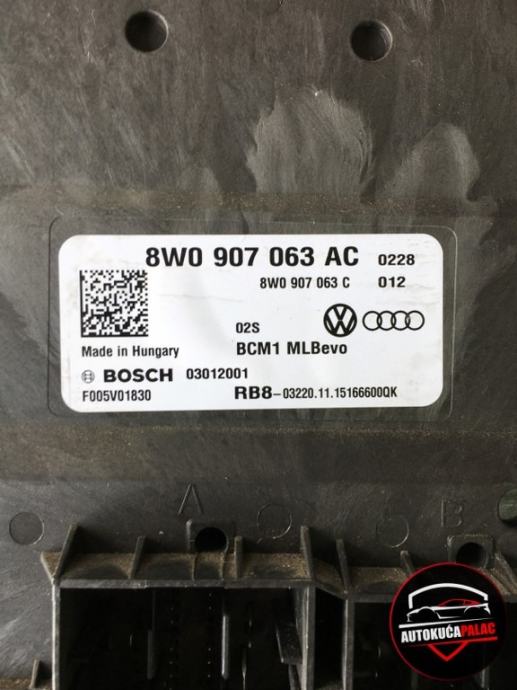 8W0 907 063 AC 0228
8W0 907 063 C 012
02S
Made in Hungary BCM1 MLBevo
BOSCH 03012001
F005V01830 RB8-03220.11.15166600QK
A
B
AUTOKUĆAPALAC